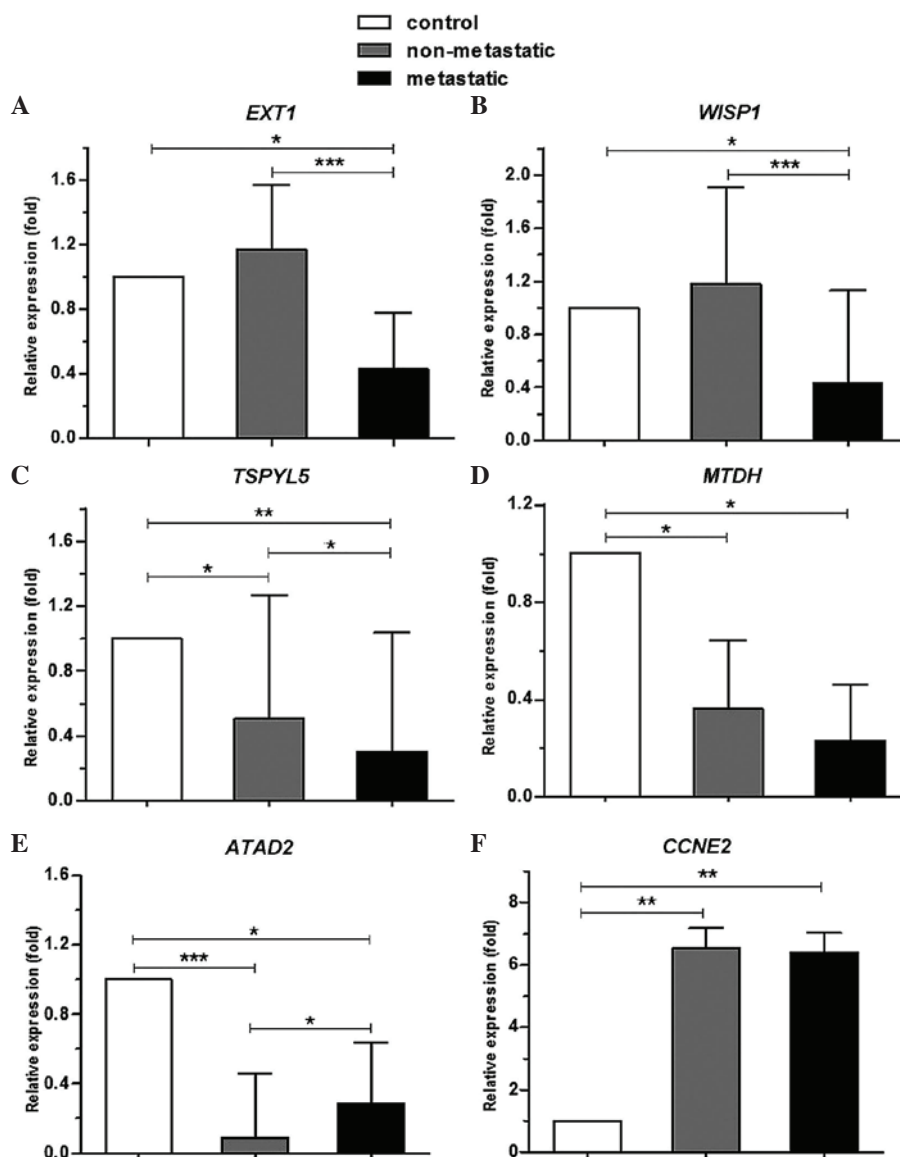 control
non-metastatic
metastatic
A
EXT1
*
***
Relative expression (fold)
1.6
1.2
0.8
0.4
0.0
B
WISP1
*
***
Relative expression (fold)
2.0
1.6
1.2
0.8
0.4
0.0
C
TSPYL5
**
*
*
Relative expression (fold)
1.6
1.2
0.8
0.4
0.0
D
MTDH
*
*
Relative expression (fold)
1.2
0.8
0.4
0.0
E
ATAD2
*
***
*
Relative expression (fold)
1.6
1.2
0.8
0.4
0.0
F
CCNE2
**
**
Relative expression (fold)
8
6
4
2
0